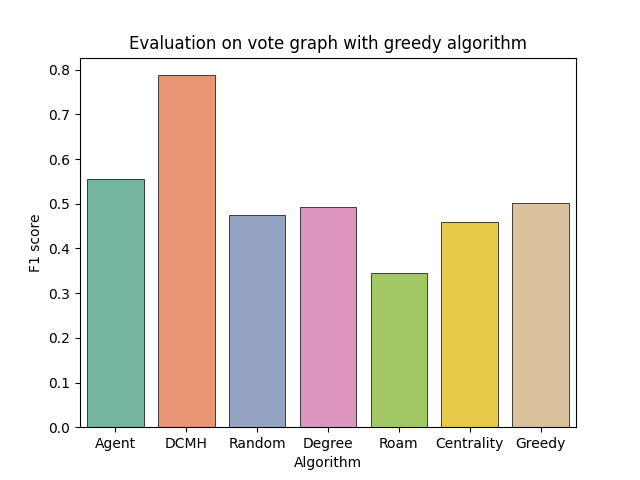 Evaluation on vote graph with greedy algorithm
F1 score
0.8
0.7
0.6
0.5
0.4
0.3
0.2
0.1
0.0
Agent DCMH Random Degree Roam Centrality Greedy
Algorithm